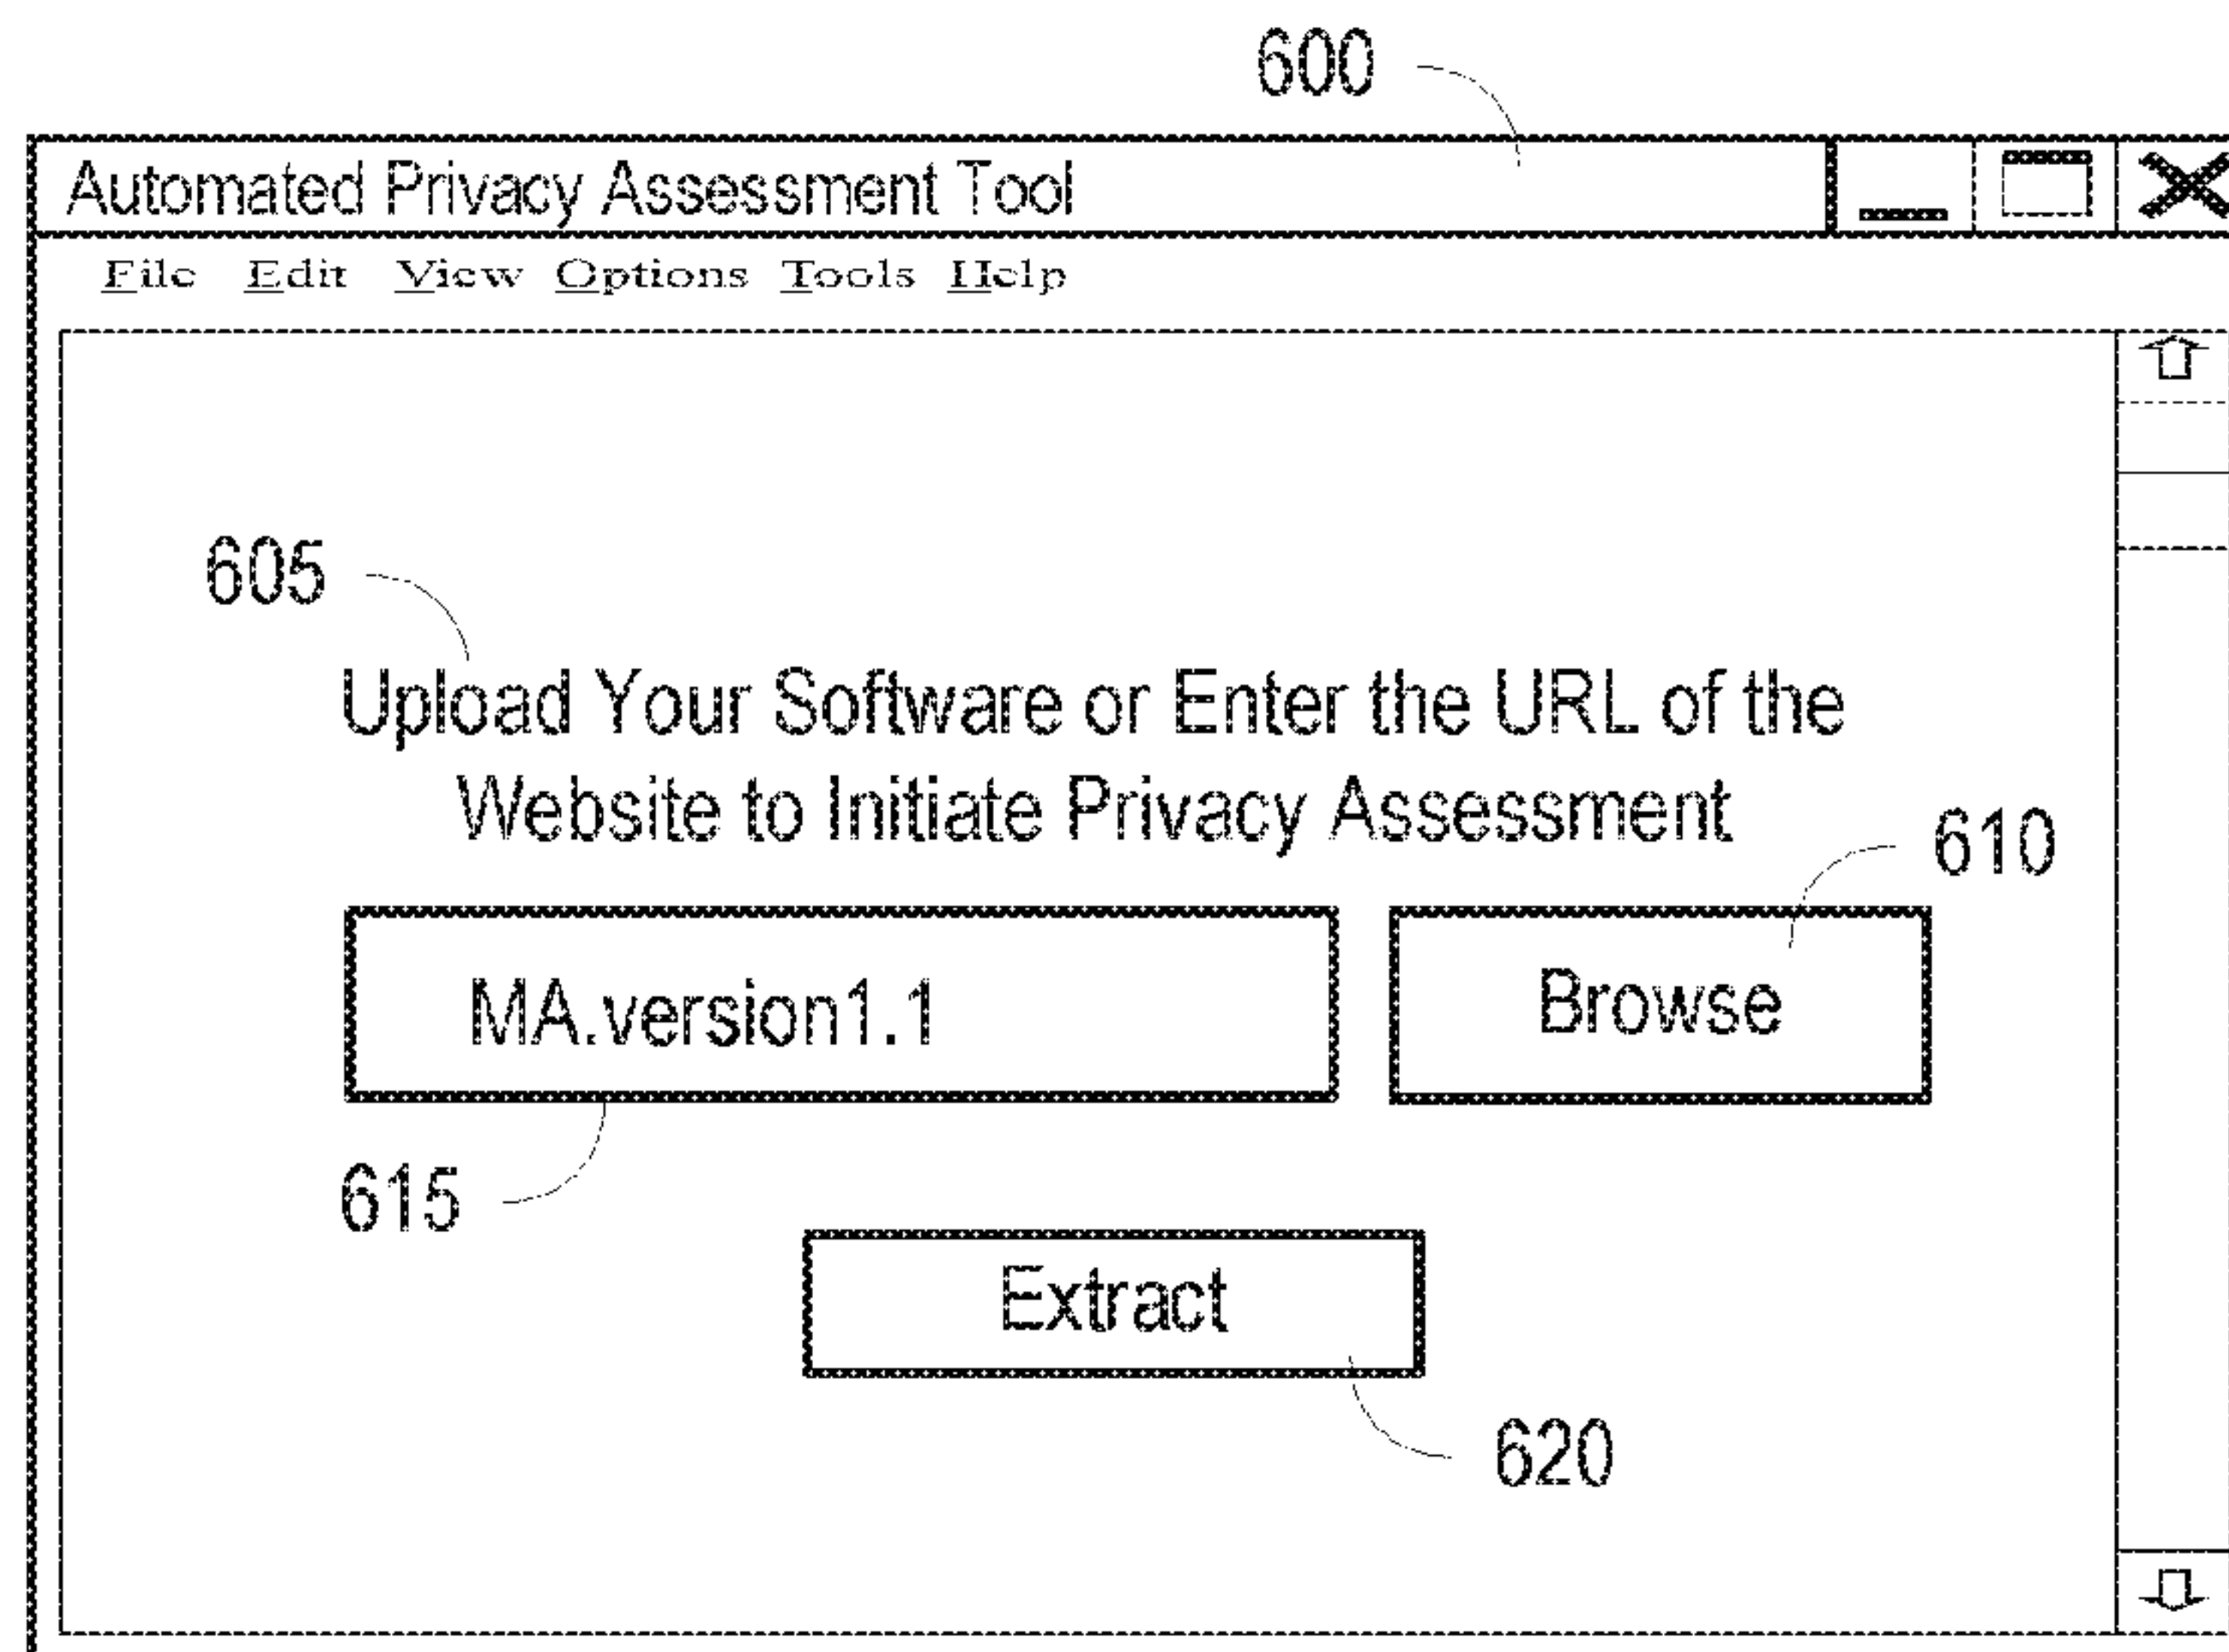 600
Automated Privacy Assessment Tool
File Edit View Options Tools Help
605
Upload Your Software or Enter the URL of the
Website to Initiate Privacy Assessment
610
MA.version1.1 Browse
615
Extract
620